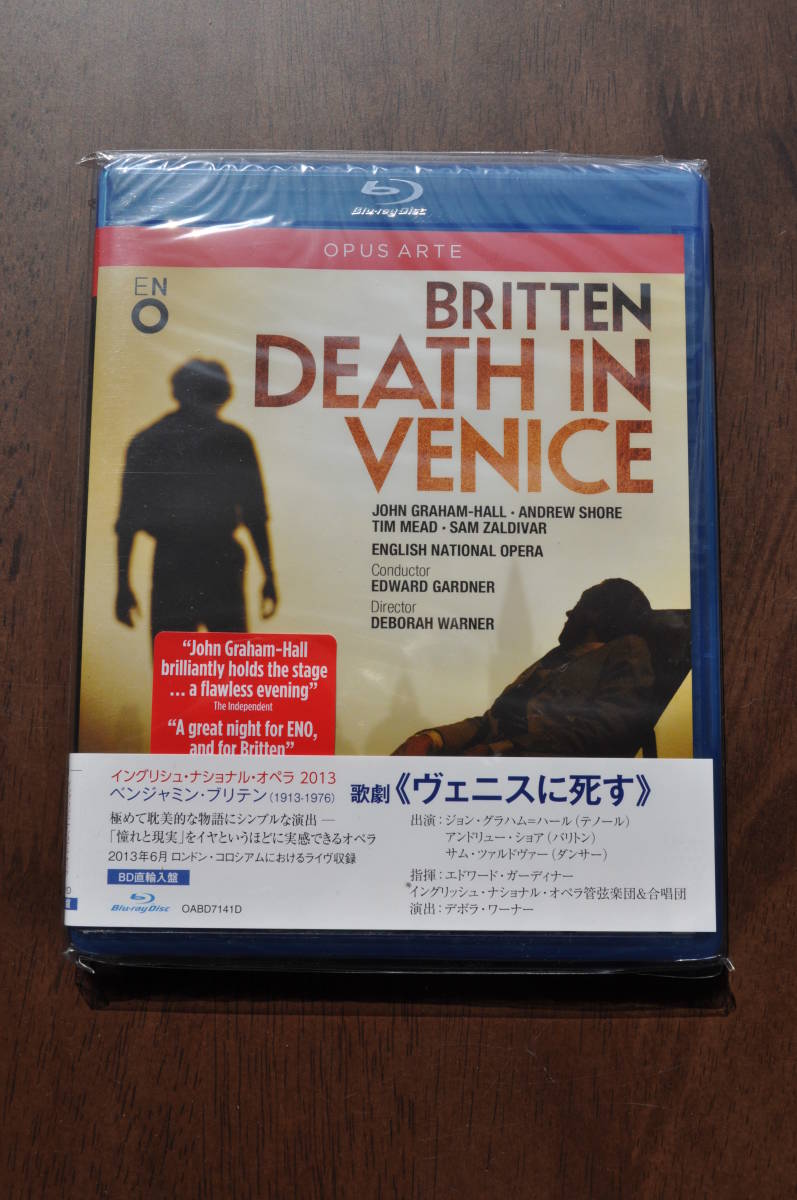 Blu-ray Disc
OPUS ARTE
EN
O
BRITTEN
DEATH IN
VENICE
JOHN GRAHAM-HALL · ANDREW SHORE
TIM MEAD · SAM ZALDIVAR
ENGLISH NATIONAL OPERA
Conductor
EDWARD GARDNER
Director
DEBORAH WARNER
“John Graham-Hall
brilliantly holds the stage
... a flawless evening”
The Independent
“A great night for ENO,
and for Britten”
イングリシュ・ナショナル・オペラ 2013
ベンジャミン・ブリテン(1913-1976)
歌劇《ヴェニスに死す》
極めて耽美的な物語にシンプルな演出―
「憧れと現実」をイヤというほどに実感できるオペラ
2013年6月 ロンドン・コロシアムにおけるライヴ収録
BD直輸入盤
Blu-ray Disc OABD7141D
出演:ジョン・グラハム=ハール(テノール)
アンドリュー・ショア(バリトン)
サム・ツァルドヴァー(ダンサー)
指揮:エドワード・ガーディナー
イングリッシュ・ナショナル・オペラ管弦楽団&合唱団
演出:デボラ・ワーナー